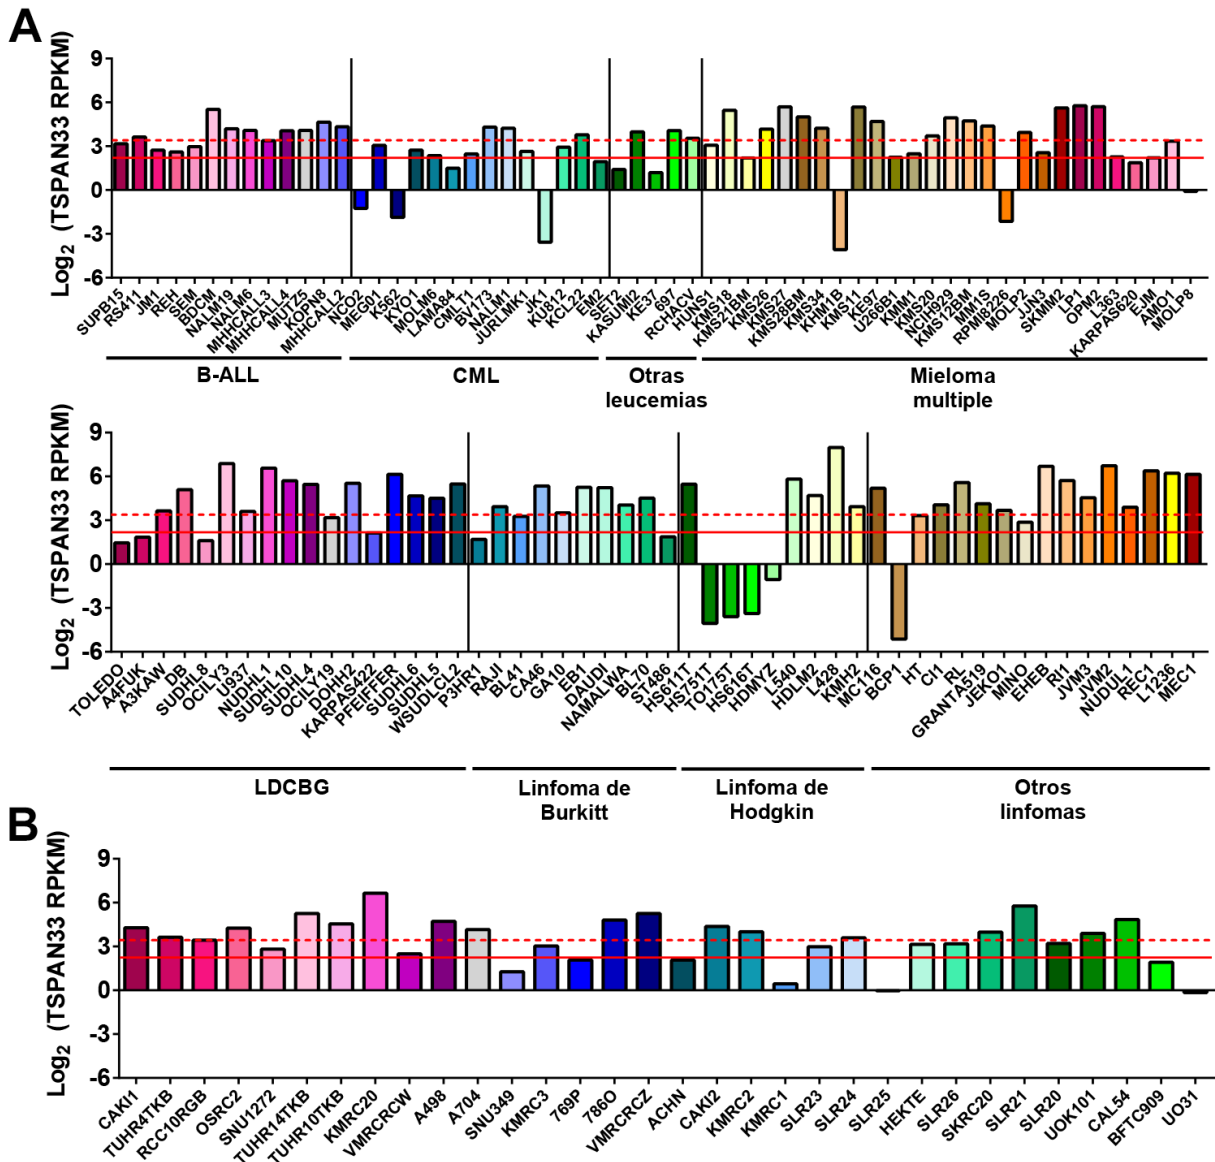 A
Log2 (TSPAN33 RPKM)
9
6
3
0
-3
-6
SUPB15
RS411
JM1
REH
SEM
BDCM
NALM19
NALM6
MHHCALL3
MHHCALL4
MUTZ5
KOPN8
MHHCALL2
NCO2
MEG01
K562
KYO1
MOLM6
LAMA84
CMLT1
BV173
NALM1
JURLMK1
JK1
KU812
KCL22
EM2
SET2
KASUMI2
KE37
697
RCHACV
HUNS1
KMS18
KMS21BM
KMS26
KMS27
KMS28BM
KMS34
KHM1B
KMS11
KE97
U266B1
KMM1
KMS20
NCIH929
KMS12BM
MM1S
RPMI8226
MOLP2
JJN3
SKMM2
LP1
OPM2
L363
KARPAS620
EJM
AMO1
MOLP8
B-ALL
CML
Otras
leucemias
Mieloma
multiple
Log2 (TSPAN33 RPKM)
9
6
3
0
-3
-6
TOLEDO
A4FUK
A3KAW
DB
SUDHL8
OCILY3
U937
NUDHL1
SUDHL10
SUDHL4
OCILY19
DOHH2
KARPAS422
PFEIFFER
SUDHL6
SUDHL5
WSUDLCL2
P3HR1
RAJI
BL41
CA46
GA10
EB1
DAUDI
NAMALWA
BL70
ST486
HS611T
HS751T
TO175T
HS616T
HDMYZ
L540
HDLM2
L428
KMH2
MC116
BCP1
HT
CI1
RL
GRANTA519
JEKO1
MINO
EHEB
RI1
JVM3
JVM2
NUDUL1
REC1
L1236
MEC1
LDCBG
Linfoma de
Burkitt
Linfoma de
Hodgkin
Otros
linfomas
B
Log2 (TSPAN33 RPKM)
9
6
3
0
-3
-6
CAKI1
TUHR4TKB
RCC10RGB
OSRC2
SNU1272
TUHR14TKB
TUHR10TKB
KMRC20
VMRCRCW
A498
A704
SNU349
KMRC3
769P
786O
VMRCRCZ
ACHN
CAKI2
KMRC2
KMRC1
SLR23
SLR24
SLR25
HEKTE
SLR26
SKRC20
SLR21
SLR20
UOK101
CAL54
BFTC909
UO31